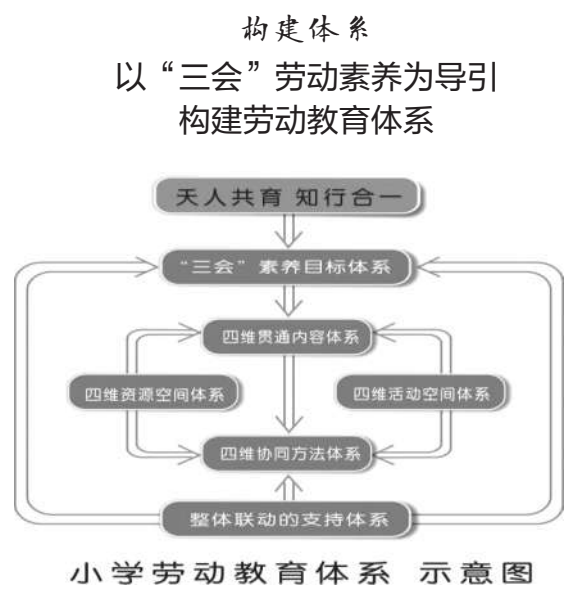 构建体系
以“三会”劳动素养为导引
构建劳动教育体系
天人共育 知行合一
“三会”素养目标体系
四维贯通内容体系
四维资源空间体系
四维活动空间体系
四维协同方法体系
整体联动的支持体系
小学劳动教育体系 示意图